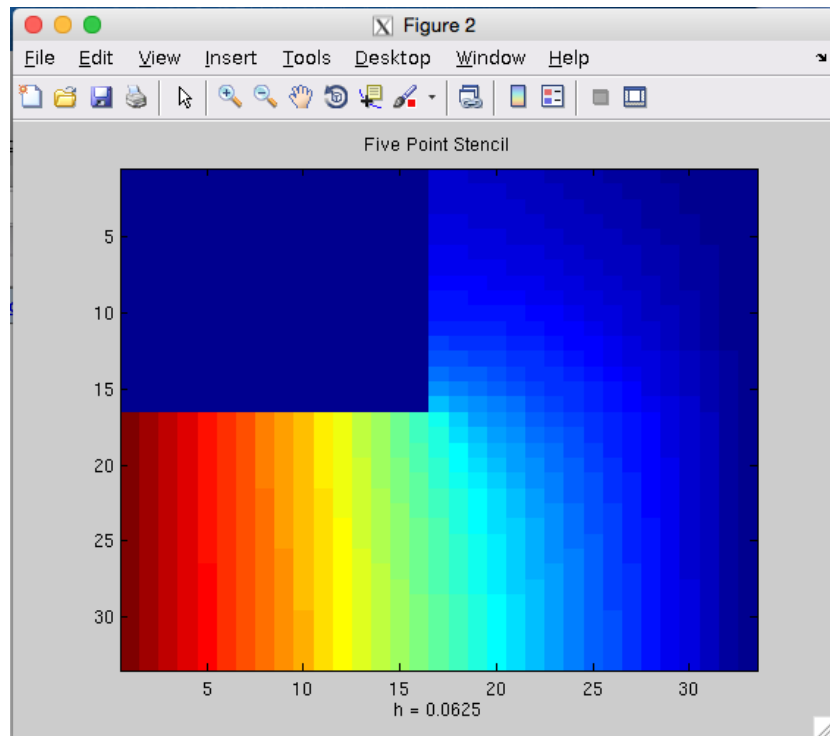 Figure 2
File Edit View Insert Tools Desktop Window Help
Five Point Stencil
5
10
15
20
25
30
5 10 15 20 25 30
h = 0.0625